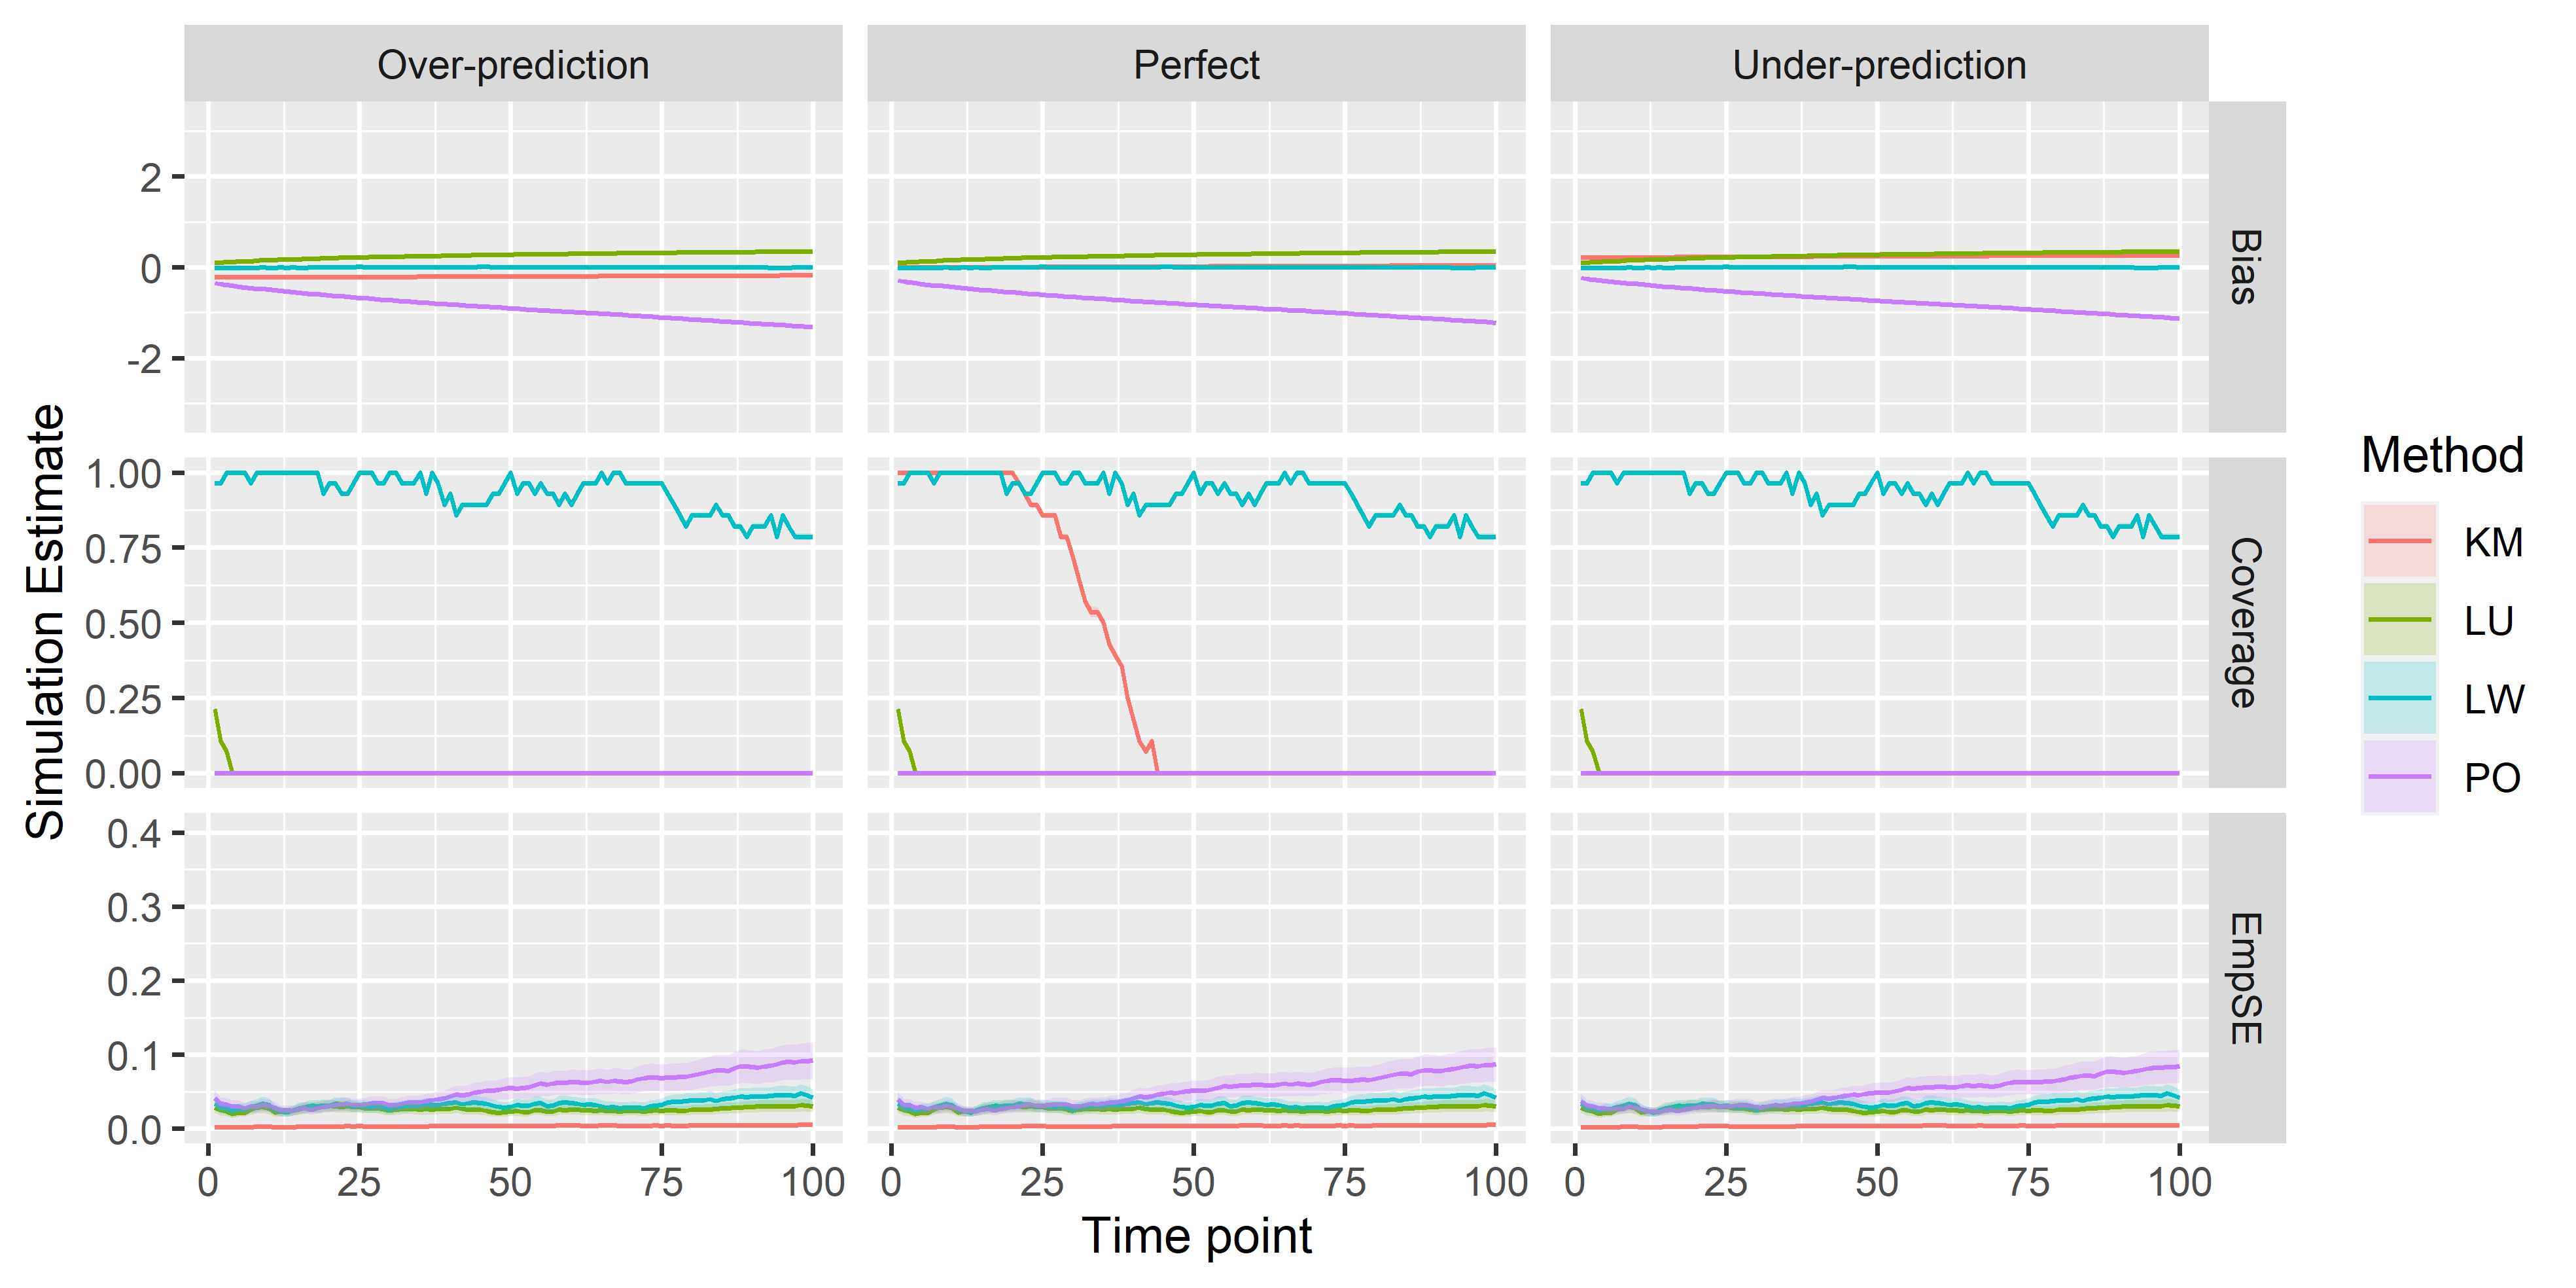 Over-prediction
Perfect
Under-prediction
Simulation Estimate
2
0
-2
Bias
1.00
0.75
0.50
0.25
0.00
Coverage
0.4
0.3
0.2
0.1
0.0
EmpSE
0 25 50 75 100
0 25 50 75 100
0 25 50 75 100
Time point
Method
KM
LU
LW
PO